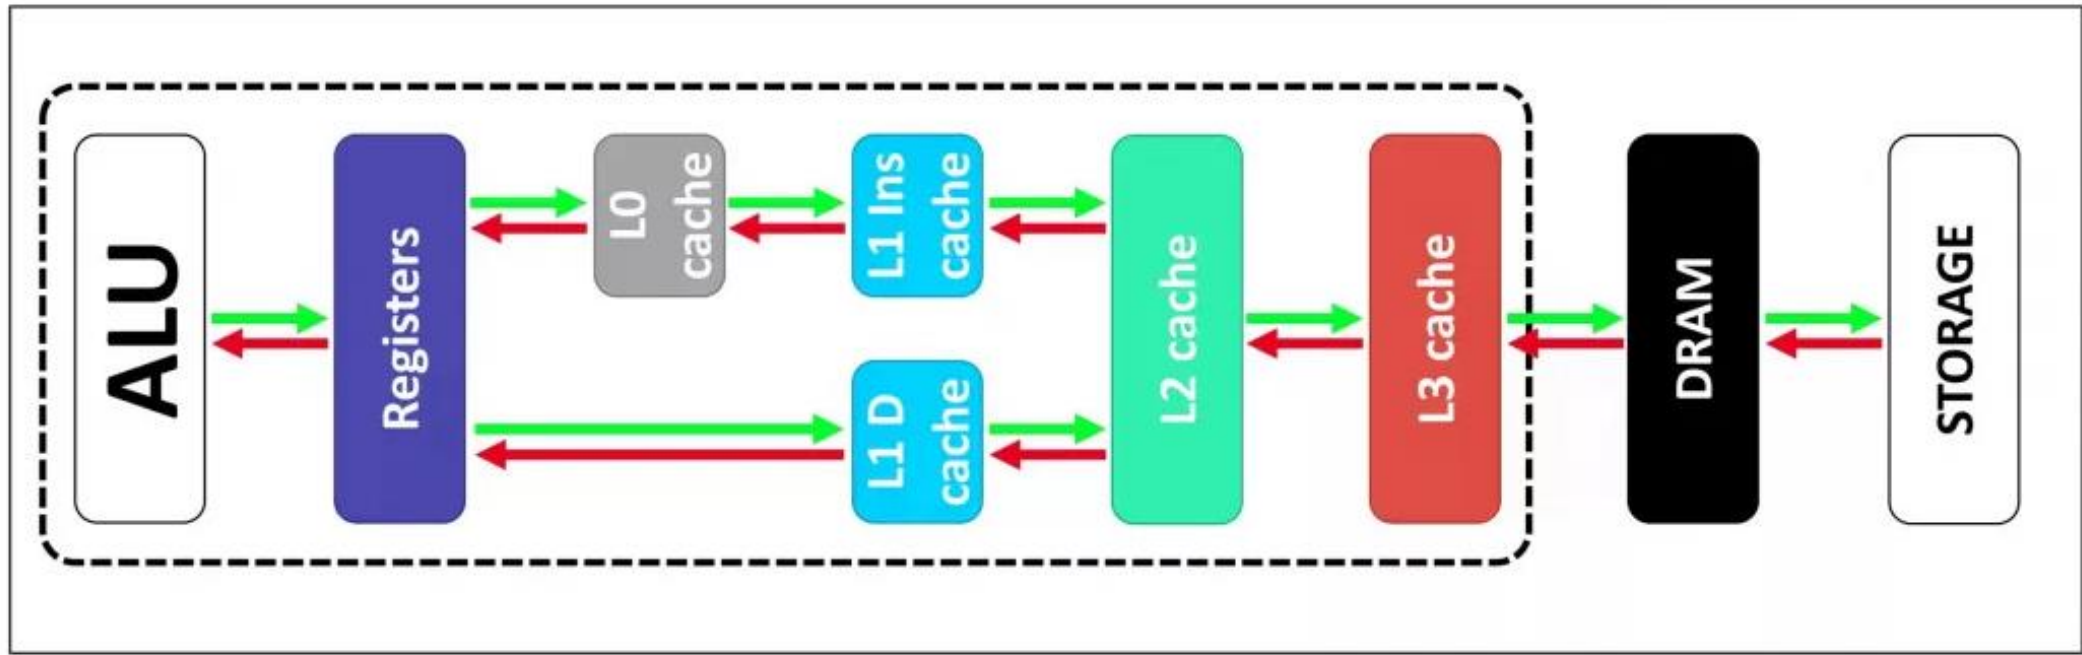 ALU
Registers
L0
cache
L1 Ins
cache
L1 D
cache
L2 cache
L3 cache
DRAM
STORAGE